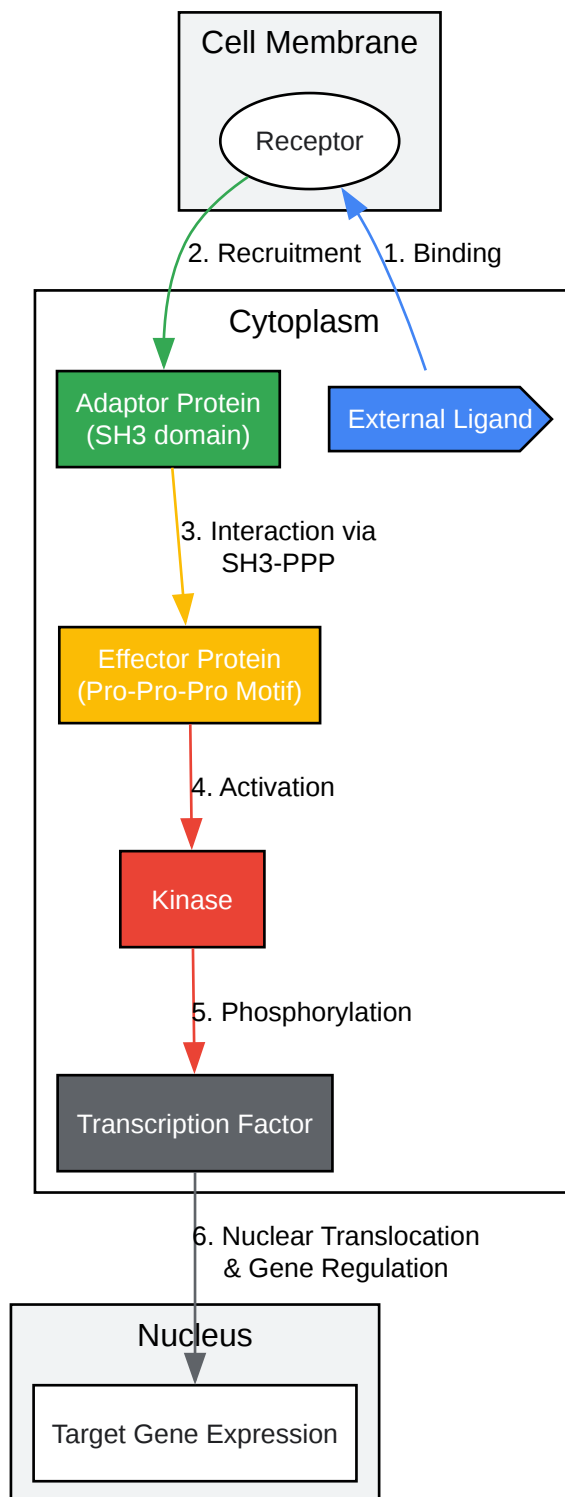 Cell Membrane
Receptor
2. Recruitment
1. Binding
Cytoplasm
Adaptor Protein
(SH3 domain)
External Ligand
3. Interaction via
SH3-PPP
Effector Protein
(Pro-Pro-Pro Motif)
4. Activation
Kinase
5. Phosphorylation
Transcription Factor
6. Nuclear Translocation
& Gene Regulation
Nucleus
Target Gene Expression